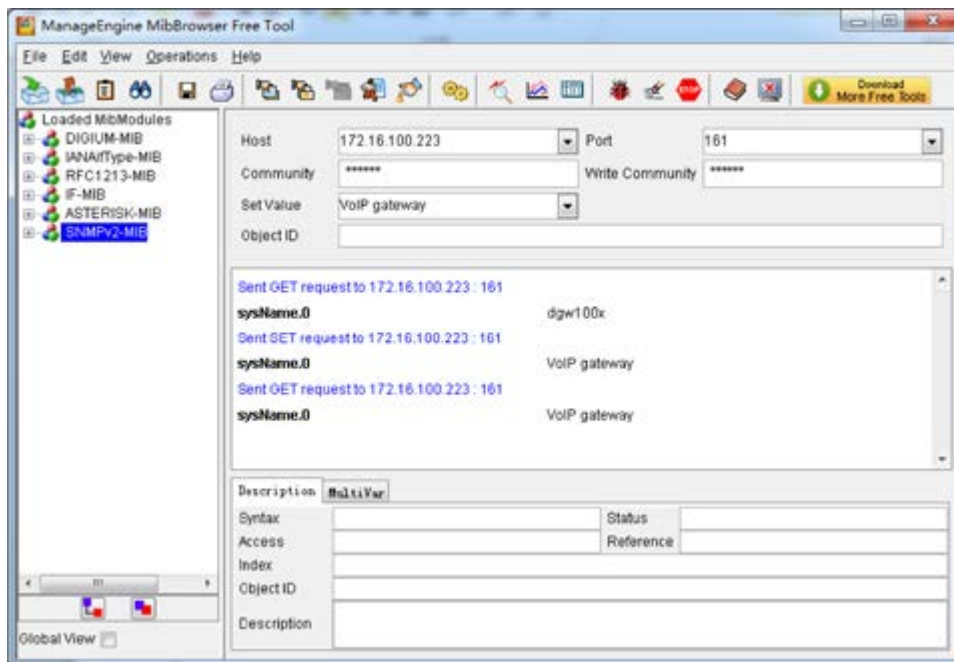 ManageEngine MibBrowser Free Tool
File Edit View Operations Help
Download
More Free Tools
Loaded MibModules
DIGIUM-MIB
IANAifType-MIB
RFC1213-MIB
IF-MIB
ASTERISK-MIB
SNMPv2-MIB
Global View
Host 172.16.100.223 Port 161
Community ****** Write Community ******
Set Value VoIP gateway
Object ID
Sent GET request to 172.16.100.223 : 161
sysName.0 dgw100x
Sent SET request to 172.16.100.223 : 161
sysName.0 VoIP gateway
Sent GET request to 172.16.100.223 : 161
sysName.0 VoIP gateway
Description MultiVar
Syntax Status
Access Reference
Index
Object ID
Description